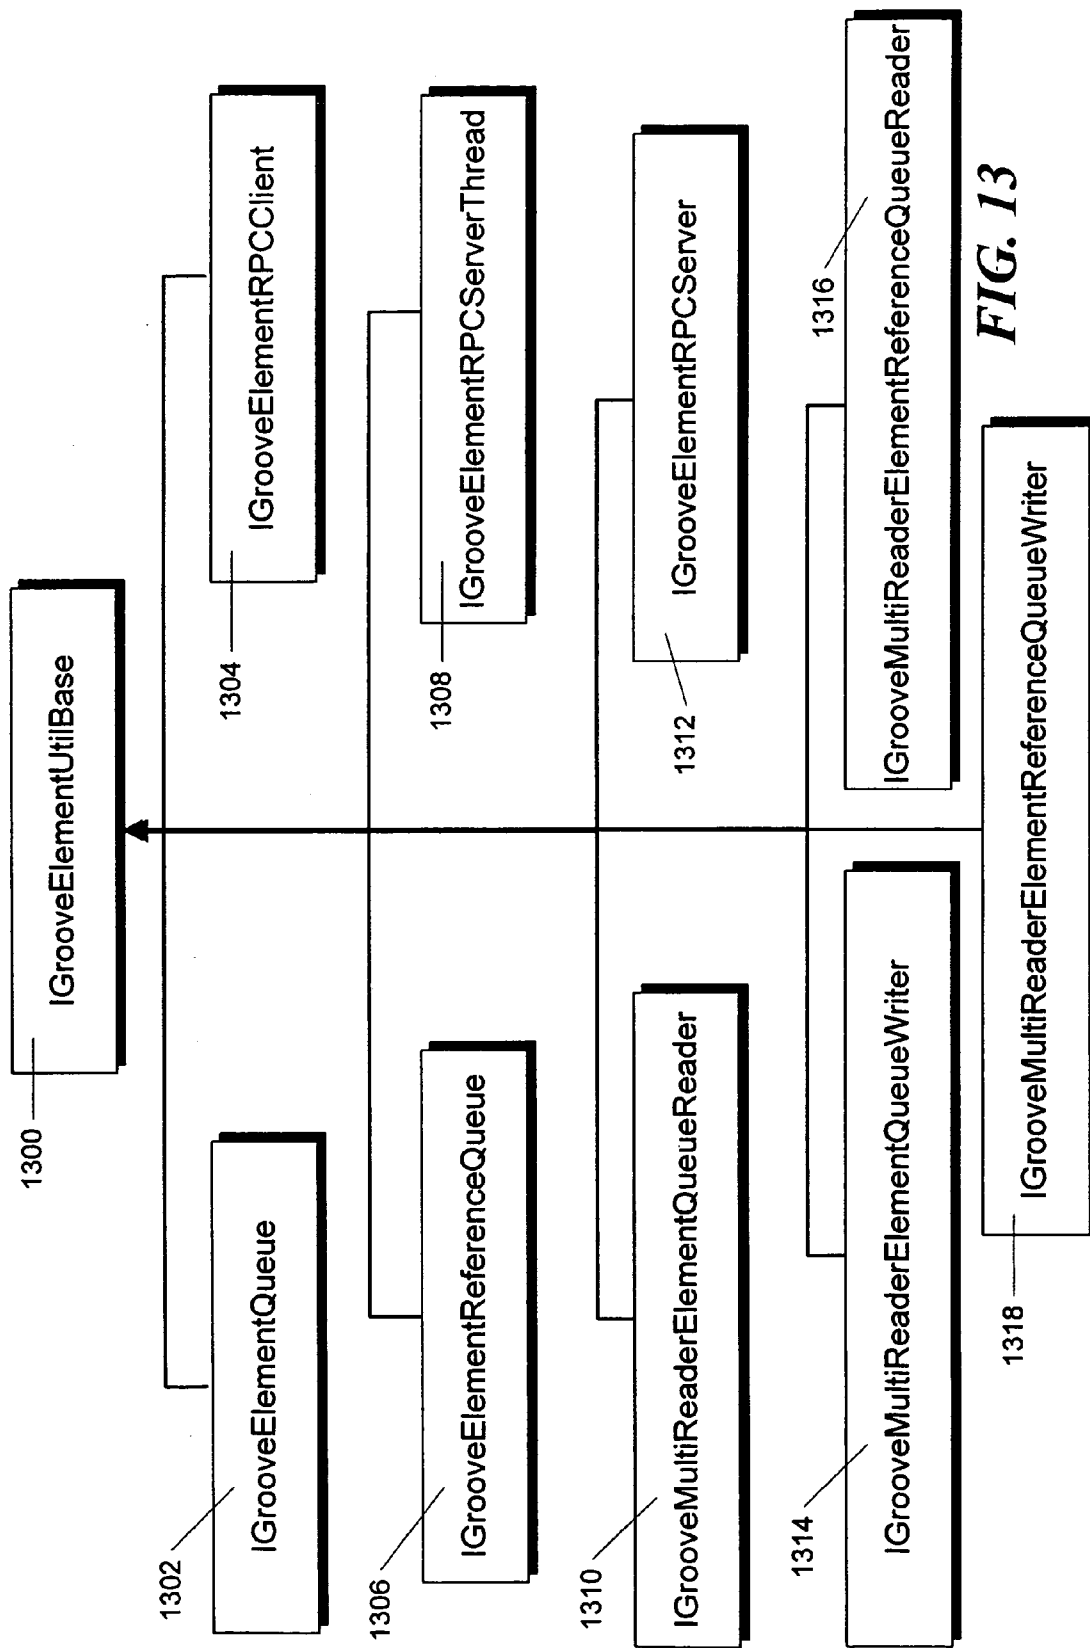 1300
IGrooveElementUtilBase
1302
IGrooveElementQueue
1304
IGrooveElementRPCClient
1306
IGrooveElementReferenceQueue
1308
IGrooveElementRPCServerThread
1310
IGrooveMultiReaderElementQueueReader
1312
IGrooveElementRPCServer
1314
IGrooveMultiReaderElementQueueWriter
1316
IGrooveMultiReaderElementReferenceQueueReader
1318
IGrooveMultiReaderElementReferenceQueueWriter
FIG. 13